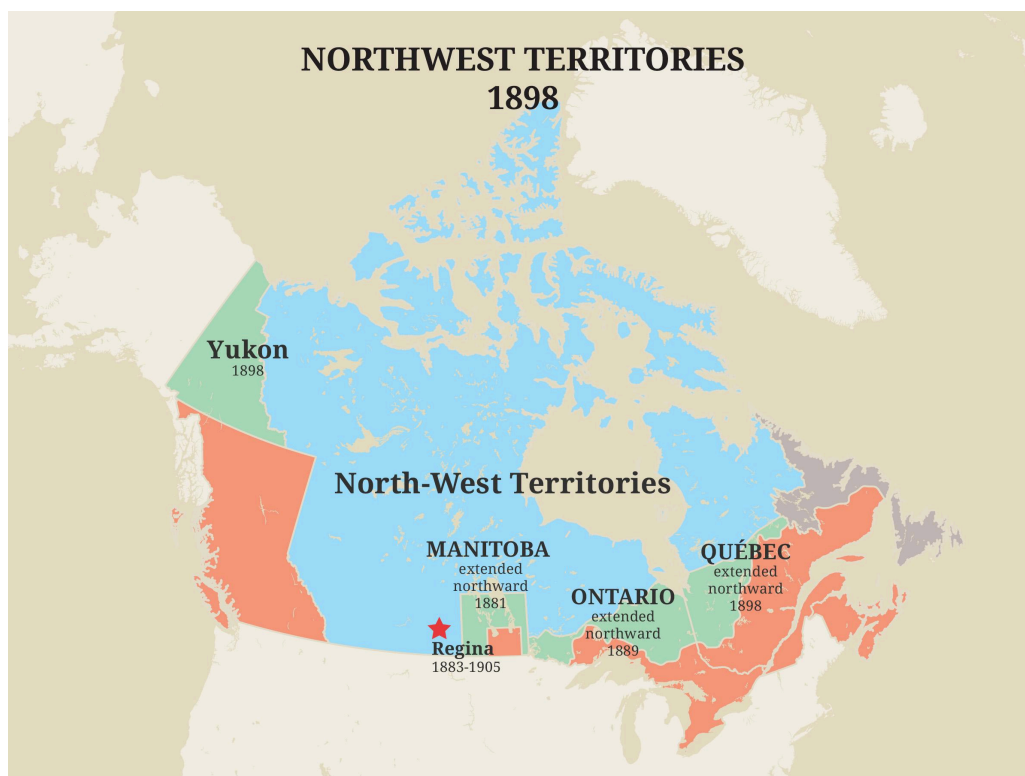 NORTHWEST TERRITORIES
1898
Yukon
1898
North-West Territories
MANITOBA
extended
northward
1881
QUÉBEC
extended
northward
1898
ONTARIO
extended
northward
1889
Regina
1883-1905